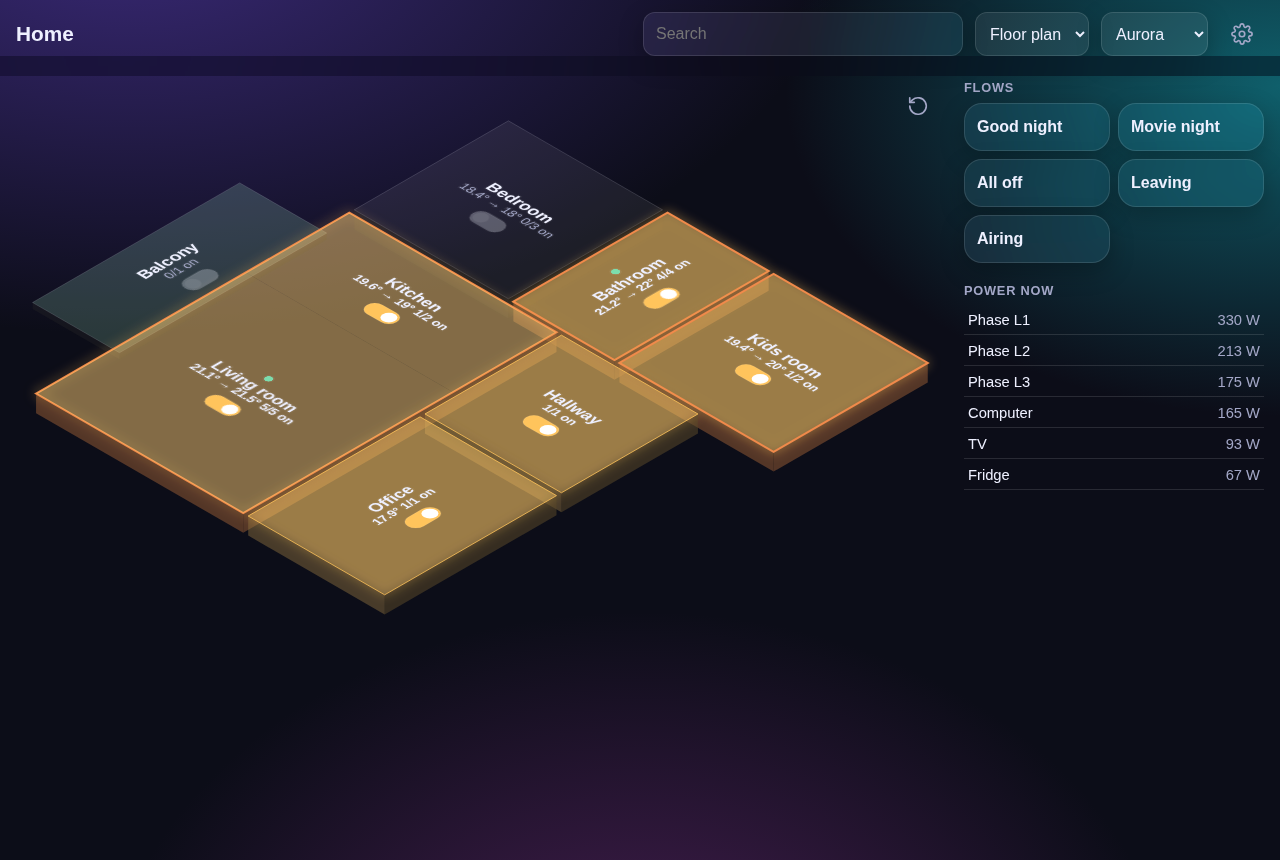 Home
Search
Floor plan
Aurora
FLOWS
Good night
Movie night
All off
Leaving
Airing
POWER NOW
Phase L1 330 W
Phase L2 213 W
Phase L3 175 W
Computer 165 W
TV 93 W
Fridge 67 W
Bedroom
18.4° → 18° 0/3 on
Balcony
0/1 on
Kitchen
19.6° → 19° 1/2 on
Bathroom
21.2° → 22° 4/4 on
Living room
21.1° → 21.5° 5/5 on
Kids room
19.4° → 20° 1/2 on
Hallway
1/1 on
Office
17.9° 1/1 on